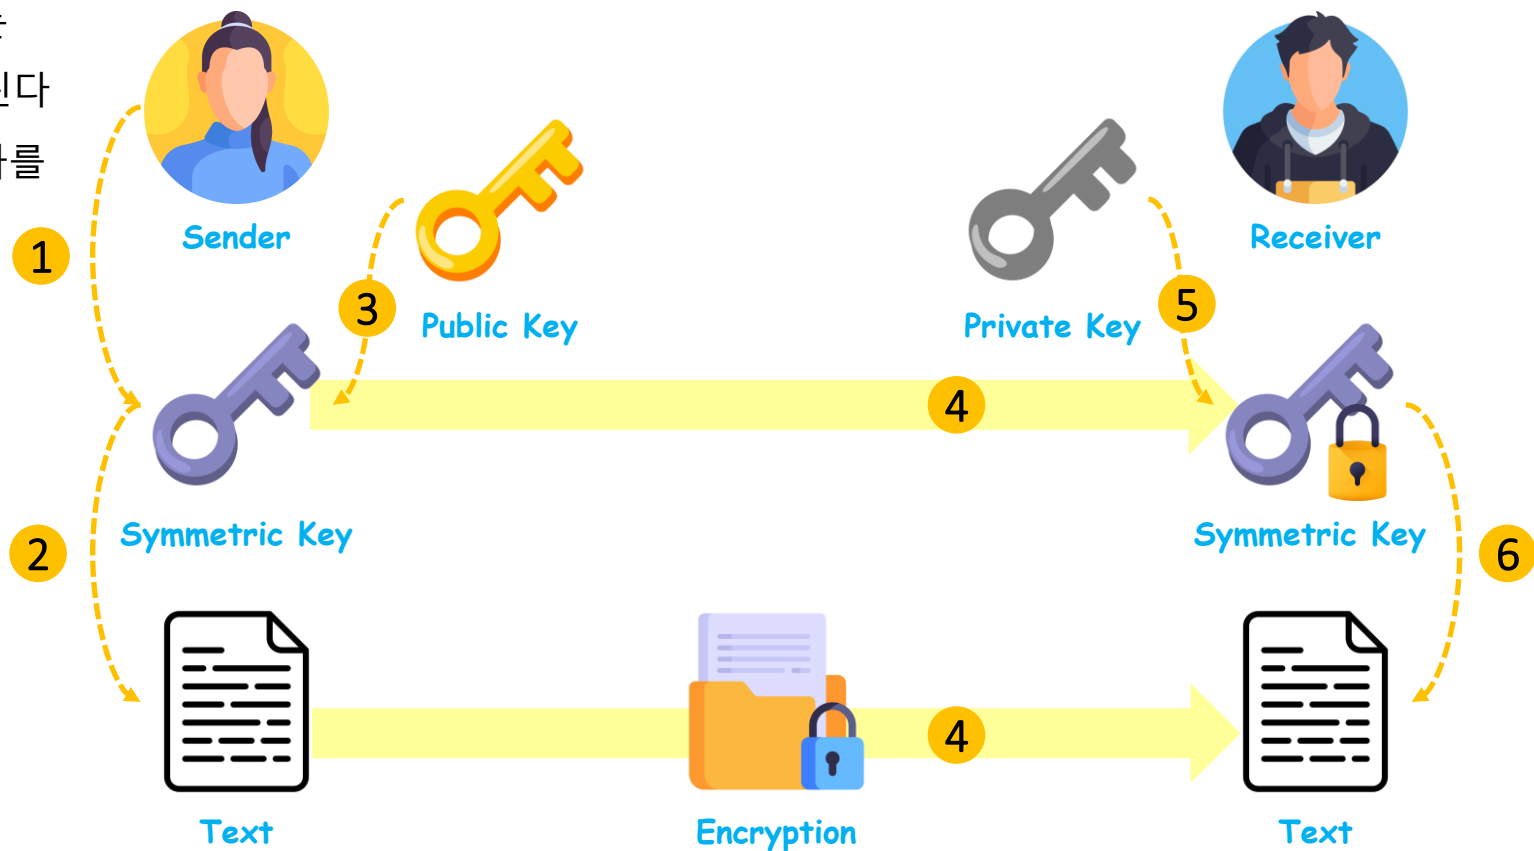 Sender
Receiver
1
3
Public Key
Private Key
5
4
Symmetric Key
Symmetric Key
2
6
4
Text
Encryption
Text